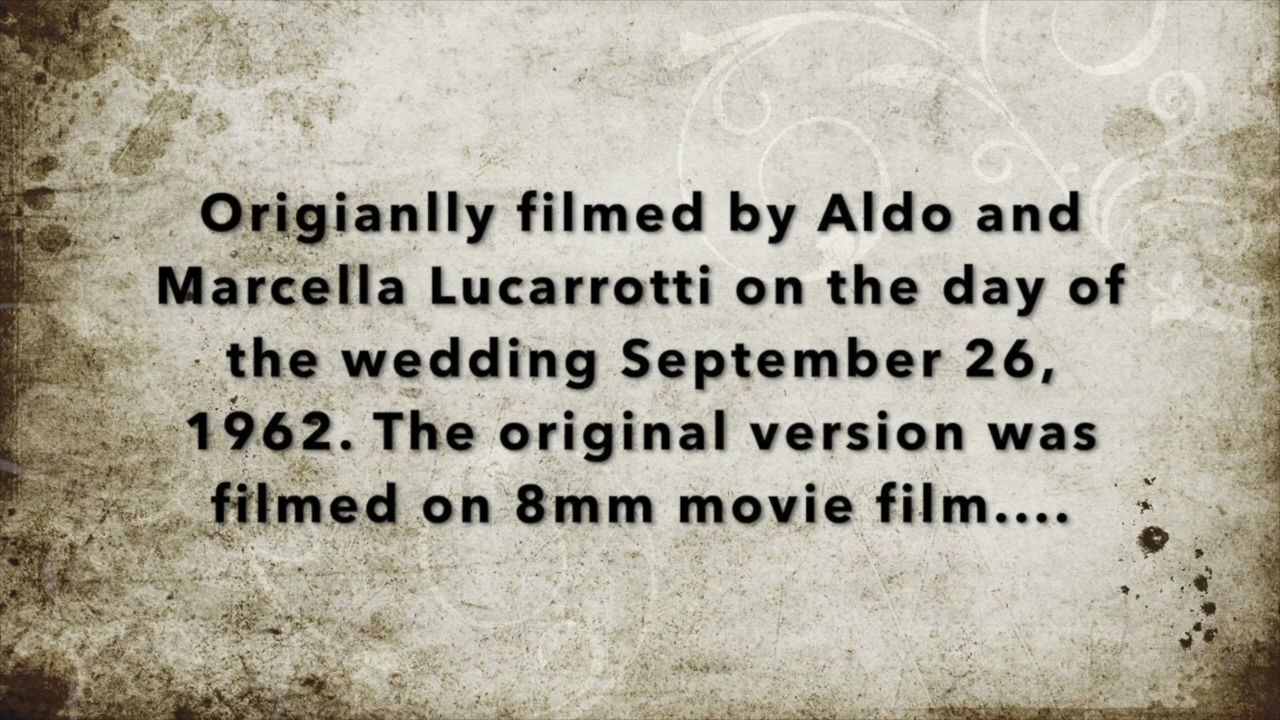 Origianlly filmed by Aldo and
Marcella Lucarrotti on the day of
the wedding September 26,
1962. The original version was
filmed on 8mm movie film....